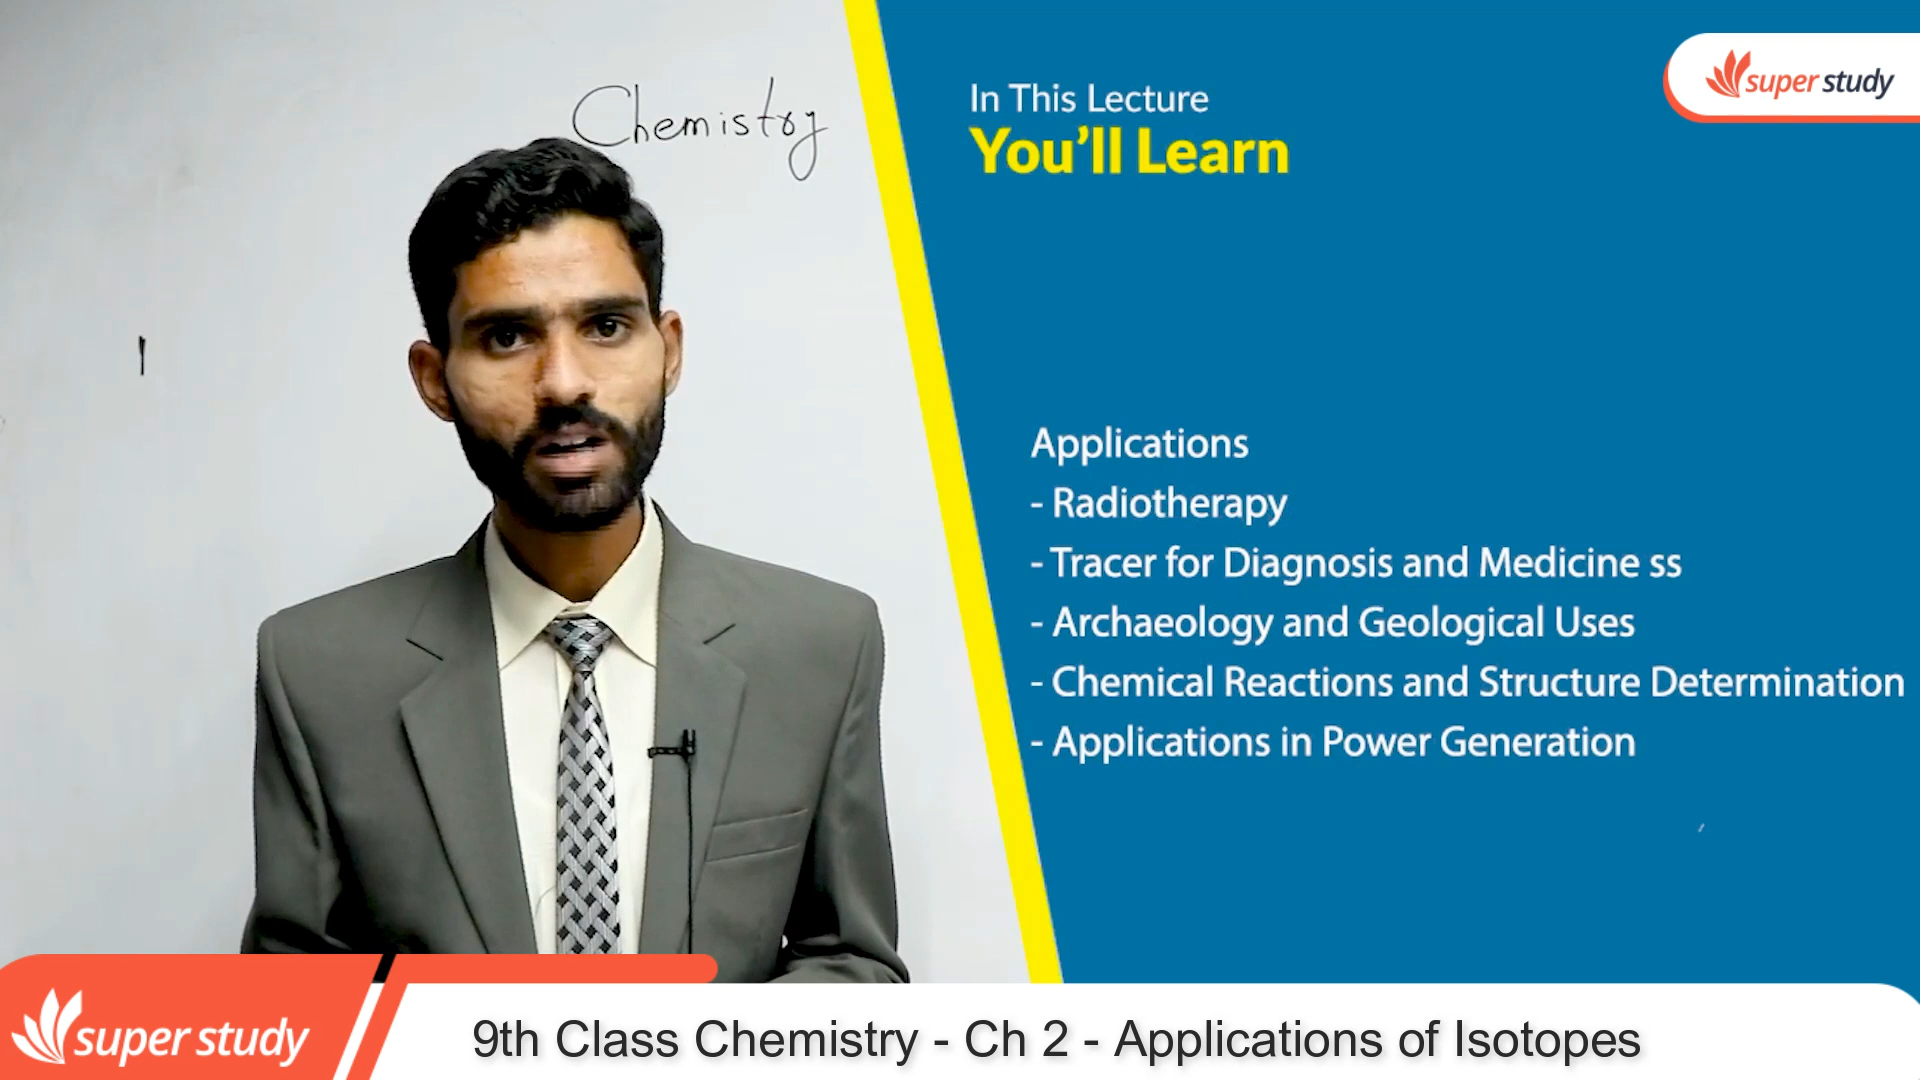 Chemistry
In This Lecture
You'll Learn
super study
Applications
- Radiotherapy
- Tracer for Diagnosis and Medicine ss
- Archaeology and Geological Uses
- Chemical Reactions and Structure Determination
- Applications in Power Generation
super study
9th Class Chemistry - Ch 2 - Applications of Isotopes